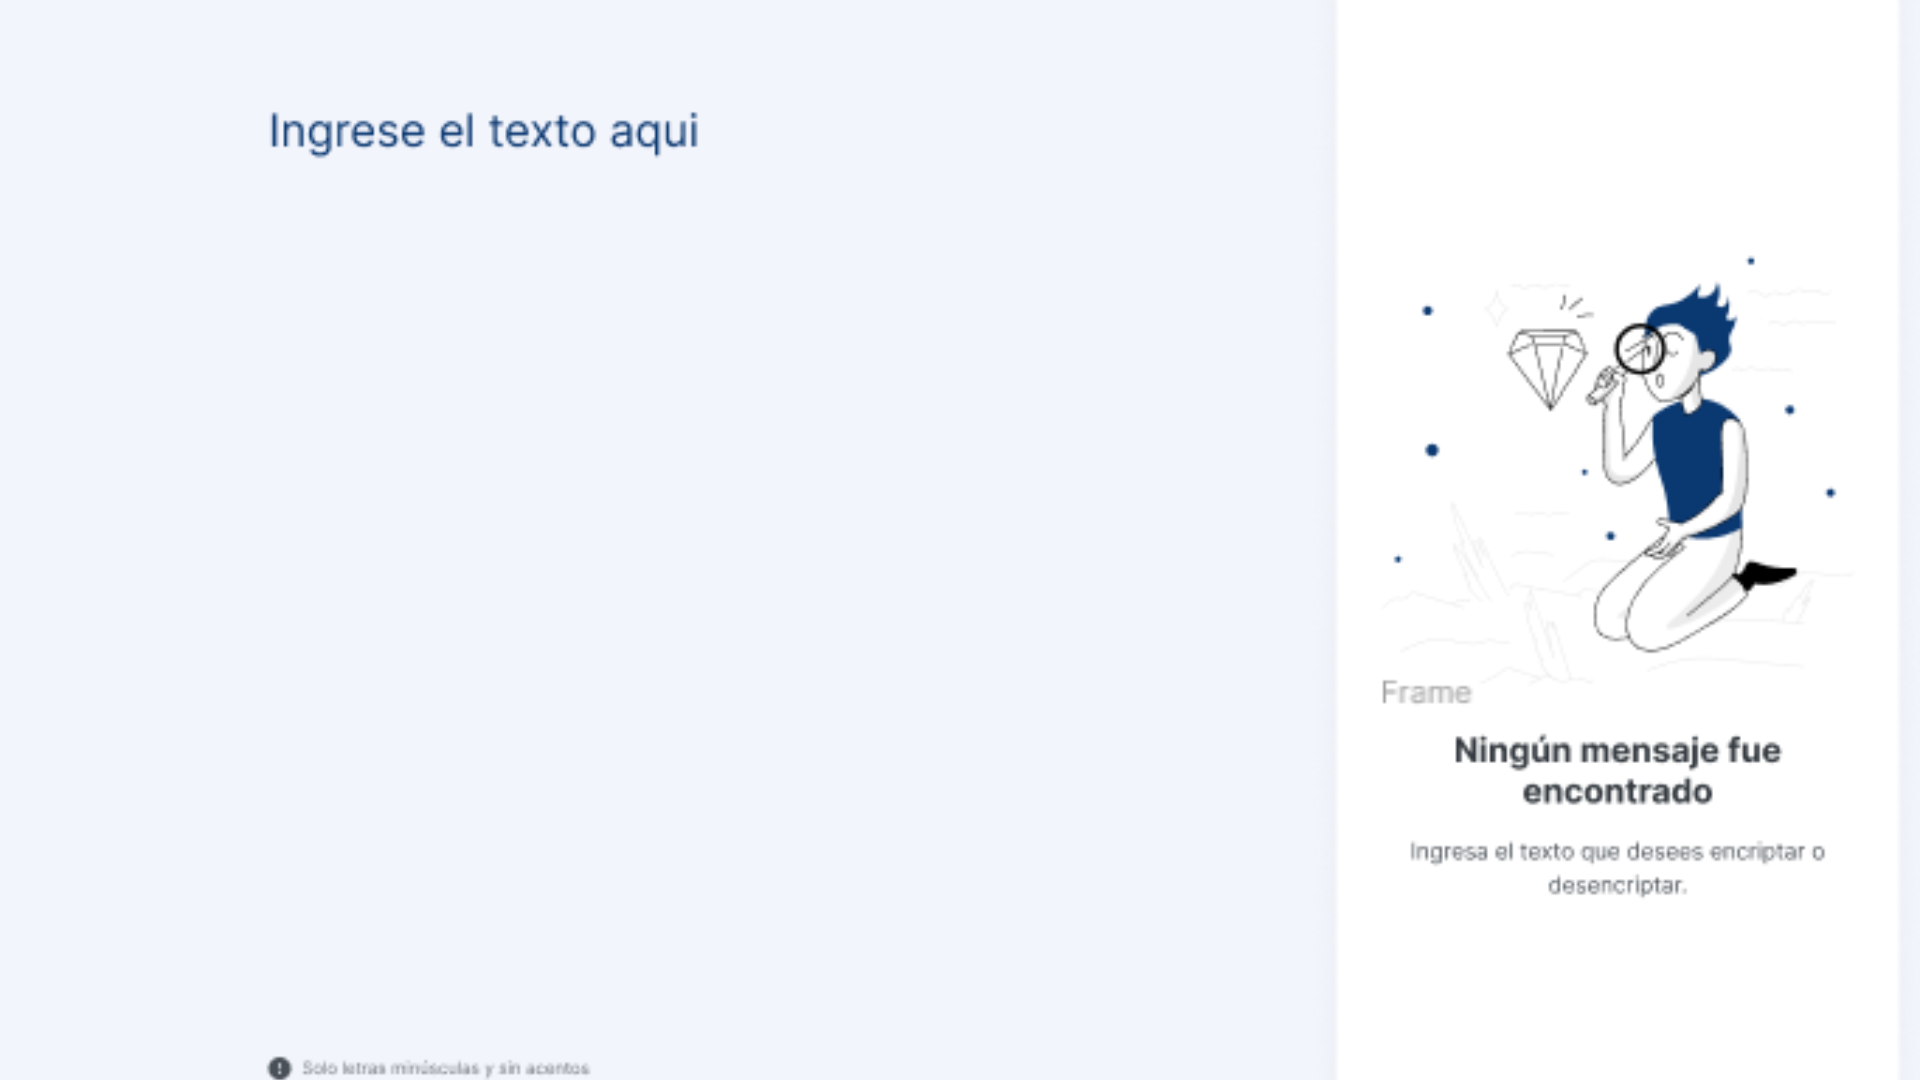 Ingrese el texto aqui
Frame
Ningún mensaje fue
encontrado
Ingresa el texto que desees encriptar o
desencriptar.
Solo letras minúsculas y sin acentos